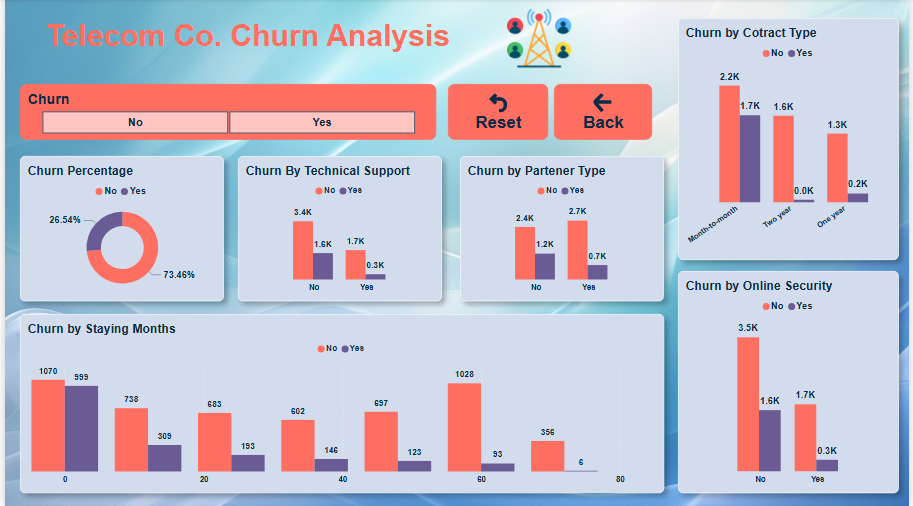 Telecom Co. Churn Analysis
Churn
No
Yes
Reset
Back
Churn by Cotract Type
No Yes
2.2K
1.7K
1.6K
0.0K
1.3K
0.2K
Month-to-month
Two year
One year
Churn Percentage
No Yes
26.54%
73.46%
Churn By Technical Support
No Yes
3.4K
1.6K
1.7K
0.3K
No
Yes
Churn by Partener Type
No Yes
2.4K
1.2K
2.7K
0.7K
No
Yes
Churn by Online Security
No Yes
3.5K
1.6K
1.7K
0.3K
No
Yes
Churn by Staying Months
No Yes
1070
999
738
309
683
193
602
146
697
123
1028
93
356
6
0
20
40
60
80